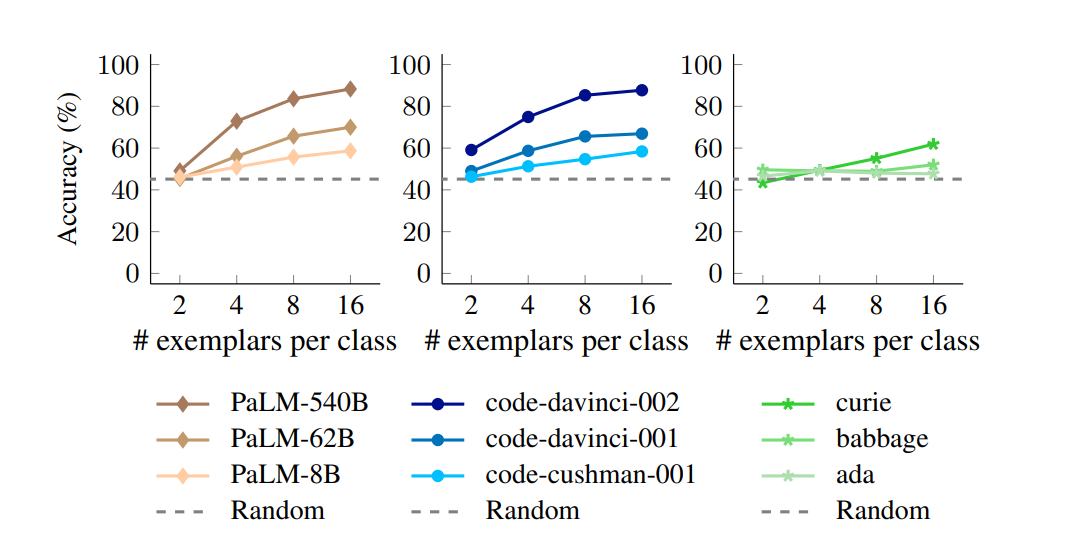 100 100 100
80 80 80
60 60 60
40 40 40
20 20 20
0 0 0
Accuracy (%)
2 4 8 16 2 4 8 16 2 4 8 16
# exemplars per class # exemplars per class # exemplars per class
PaLM-540B code-davinci-002 curie
PaLM-62B code-davinci-001 babbage
PaLM-8B code-cushman-001 ada
Random Random Random